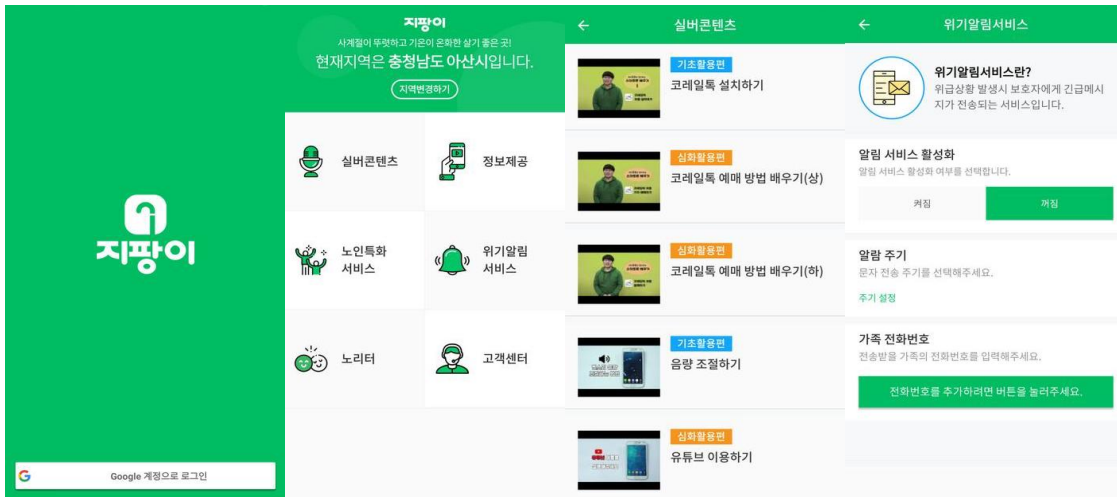 지팡이
Google 계정으로 로그인
지팡이
사계절이 뚜렷하고 기온이 온화한 살기 좋은 곳!
현재지역은 충청남도 아산시입니다.
지역변경하기
실버콘텐츠
정보제공
노인특화
서비스
위기알림
서비스
노리터
고객센터
실버콘텐츠
기초활용편
코레일톡 설치하기
심화활용편
코레일톡 예매 방법 배우기(상)
심화활용편
코레일톡 예매 방법 배우기(하)
기초활용편
음량 조절하기
심화활용편
유튜브 이용하기
위기알림서비스
위기알림서비스란?
위급상황 발생시 보호자에게 긴급메시
지가 전송되는 서비스입니다.
알림 서비스 활성화
알림 서비스 활성화 여부를 선택합니다.
켜짐
꺼짐
알람 주기
문자 전송 주기를 선택해주세요.
주기 설정
가족 전화번호
전송받을 가족의 전화번호를 입력해주세요.
전화번호를 추가하려면 버튼을 눌러주세요.